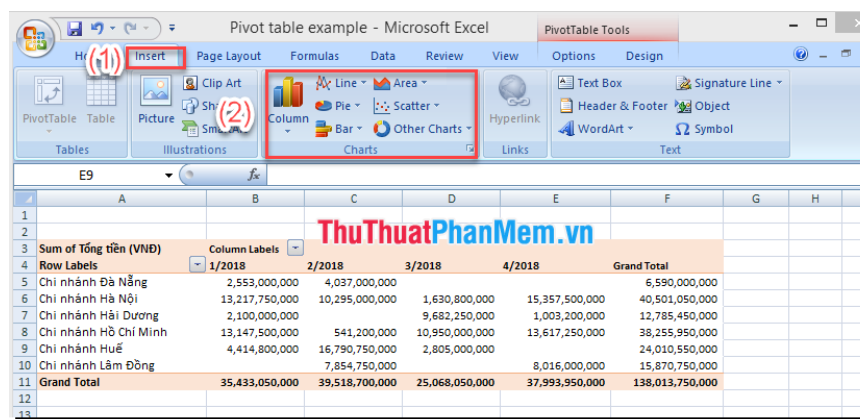 Pivot table example - Microsoft Excel
PivotTable Tools
(1)
Insert
Page Layout
Formulas
Data
Review
View
Options
Design
PivotTable
Table
Picture
Clip Art
(2)
Column
Line
Pie
Bar
Area
Scatter
Other Charts
Hyperlink
Text Box
Header & Footer
WordArt
Signature Line
Object
Symbol
Tables
Illustrations
Charts
Links
Text
E9
fx
A B C D E F G H
1
2
ThuThuatPhanMem.vn
3 Sum of Tổng tiền (VNĐ) Column Labels
4 Row Labels 1/2018 2/2018 3/2018 4/2018 Grand Total
5 Chi nhánh Đà Nẵng 2,553,000,000 4,037,000,000 6,590,000,000
6 Chi nhánh Hà Nội 13,217,750,000 10,295,000,000 1,630,800,000 15,357,500,000 40,501,050,000
7 Chi nhánh Hải Dương 2,100,000,000 9,682,250,000 1,003,200,000 12,785,450,000
8 Chi nhánh Hồ Chí Minh 13,147,500,000 541,200,000 10,950,000,000 13,617,250,000 38,255,950,000
9 Chi nhánh Huế 4,414,800,000 16,790,750,000 2,805,000,000 24,010,550,000
10 Chi nhánh Lâm Đồng 7,854,750,000 8,016,000,000 15,870,750,000
11 Grand Total 35,433,050,000 39,518,700,000 25,068,050,000 37,993,950,000 138,013,750,000
12
13